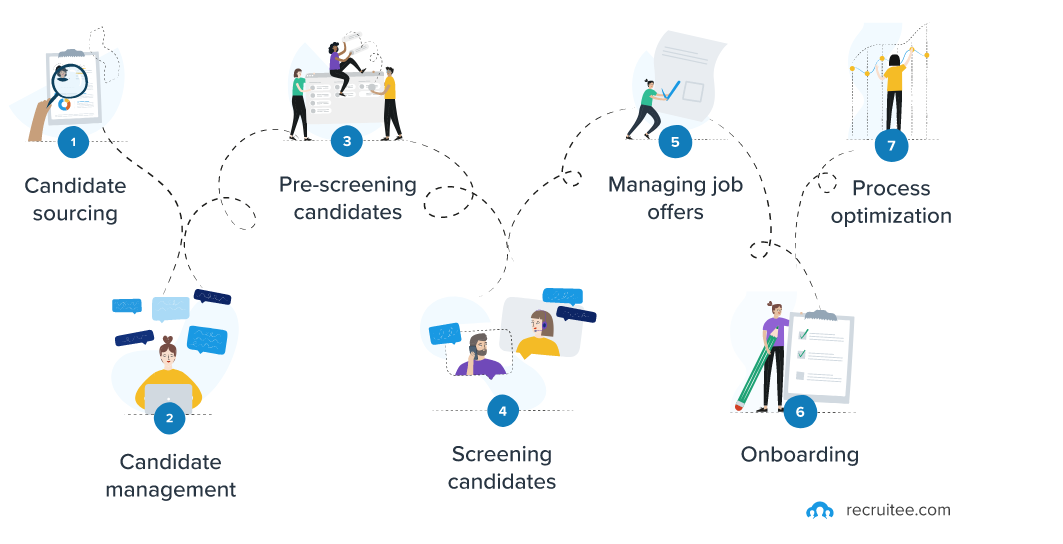 1
Candidate
sourcing
2
Candidate
management
3
Pre-screening
candidates
4
Screening
candidates
5
Managing job
offers
6
Onboarding
7
Process
optimization
recruitee.com